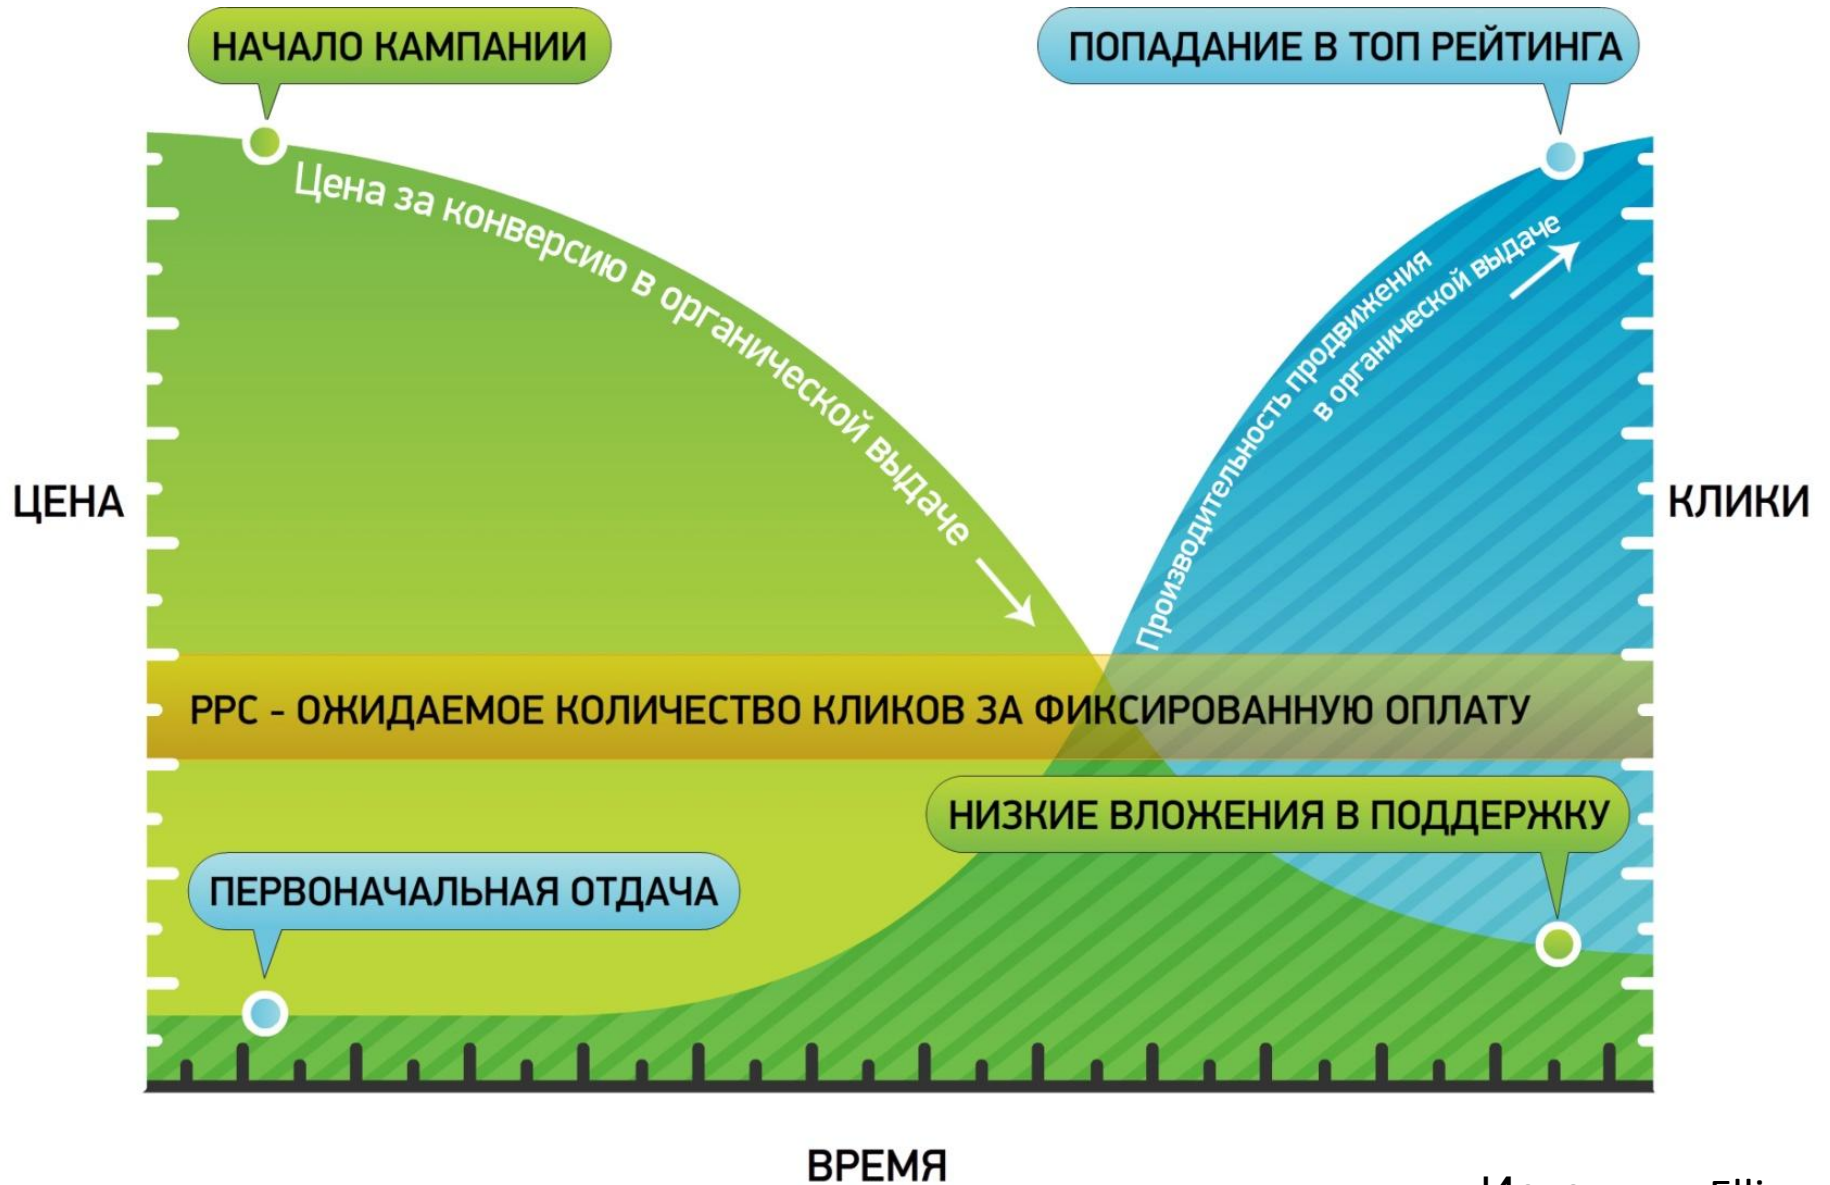 НАЧАЛО КАМПАНИИ
ПОПАДАНИЕ В ТОП РЕЙТИНГА
Цена за конверсию в органической выдаче
Производительность продвижения
в органической выдаче
ЦЕНА
КЛИКИ
PPC - ОЖИДАЕМОЕ КОЛИЧЕСТВО КЛИКОВ ЗА ФИКСИРОВАННУЮ ОПЛАТУ
НИЗКИЕ ВЛОЖЕНИЯ В ПОДДЕРЖКУ
ПЕРВОНАЧАЛЬНАЯ ОТДАЧА
ВРЕМЯ